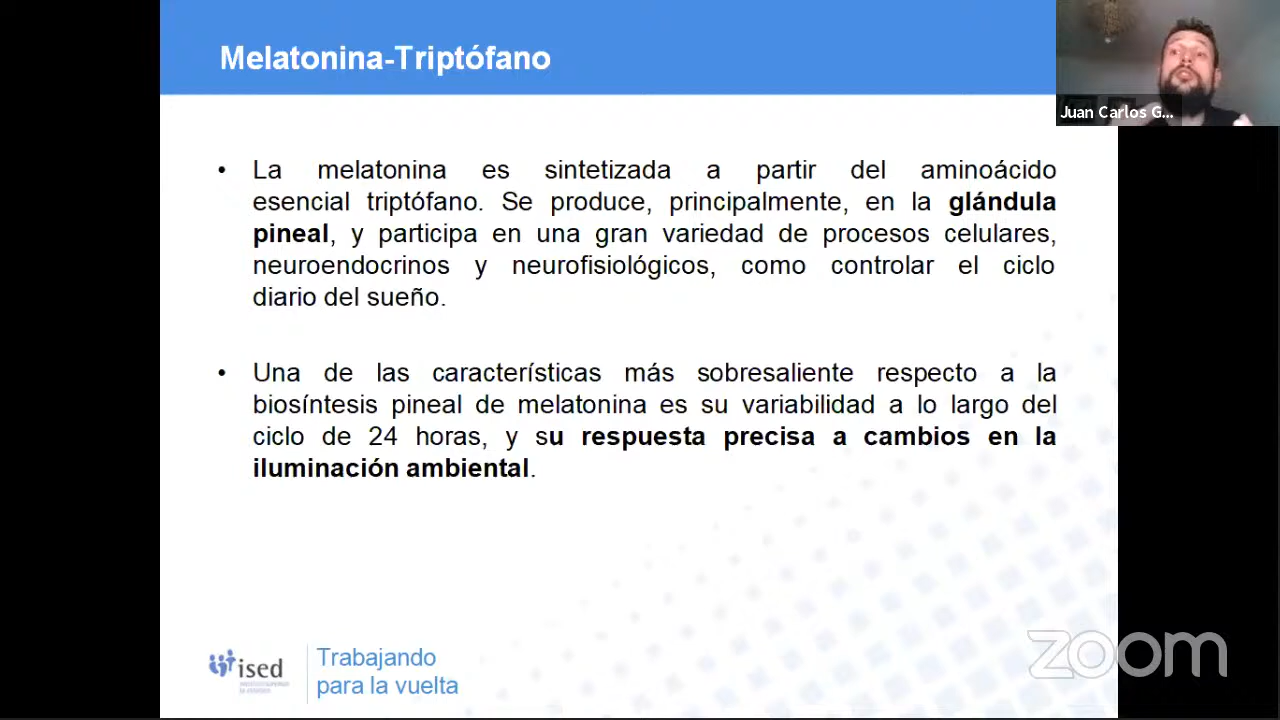 Melatonina-Triptófano
Juan Carlos G...
• La melatonina es sintetizada a partir del aminoácido
esencial triptófano. Se produce, principalmente, en la glándula
pineal, y participa en una gran variedad de procesos celulares,
neuroendocrinos y neurofisiológicos, como controlar el ciclo
diario del sueño.
• Una de las características más sobresaliente respecto a la
biosíntesis pineal de melatonina es su variabilidad a lo largo del
ciclo de 24 horas, y su respuesta precisa a cambios en la
iluminación ambiental.
ised
Trabajando
para la vuelta
zoom